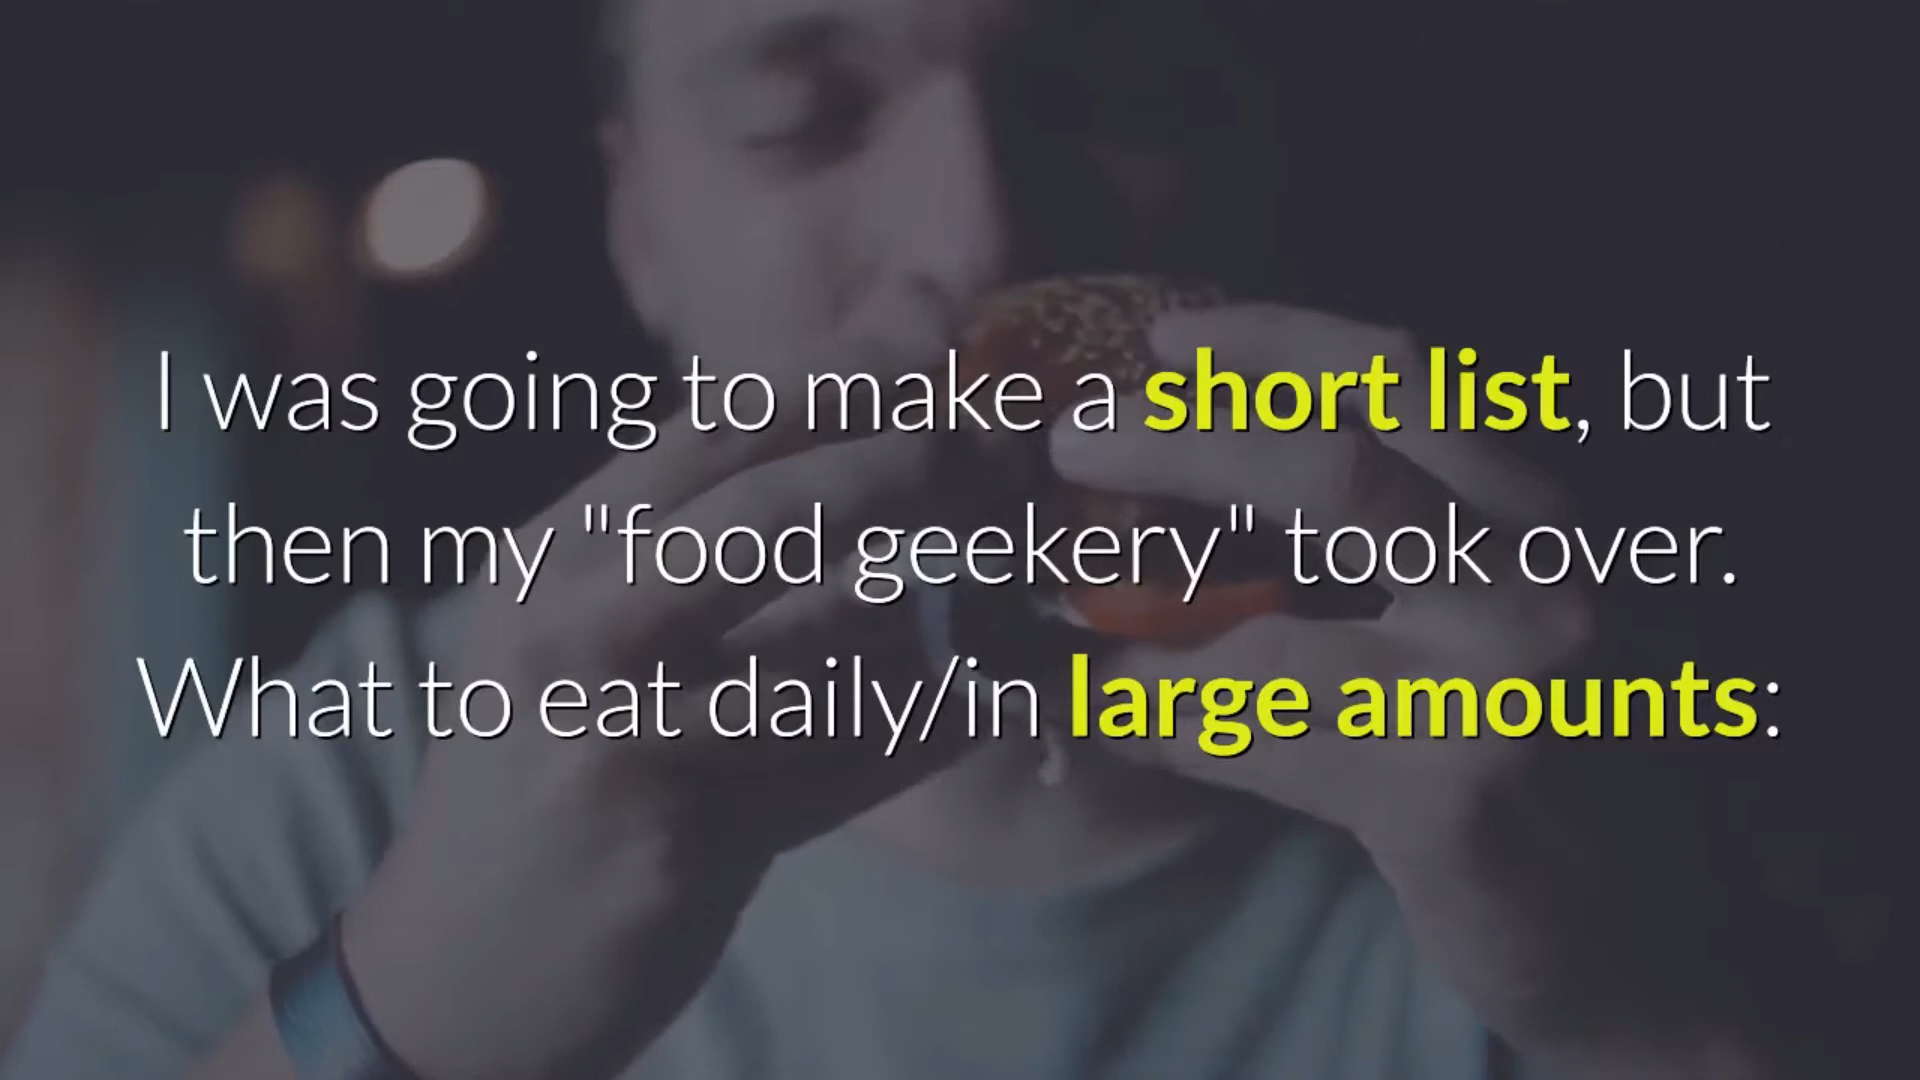 I was going to make a short list, but
then my "food geekery" took over.
What to eat daily/in large amounts: